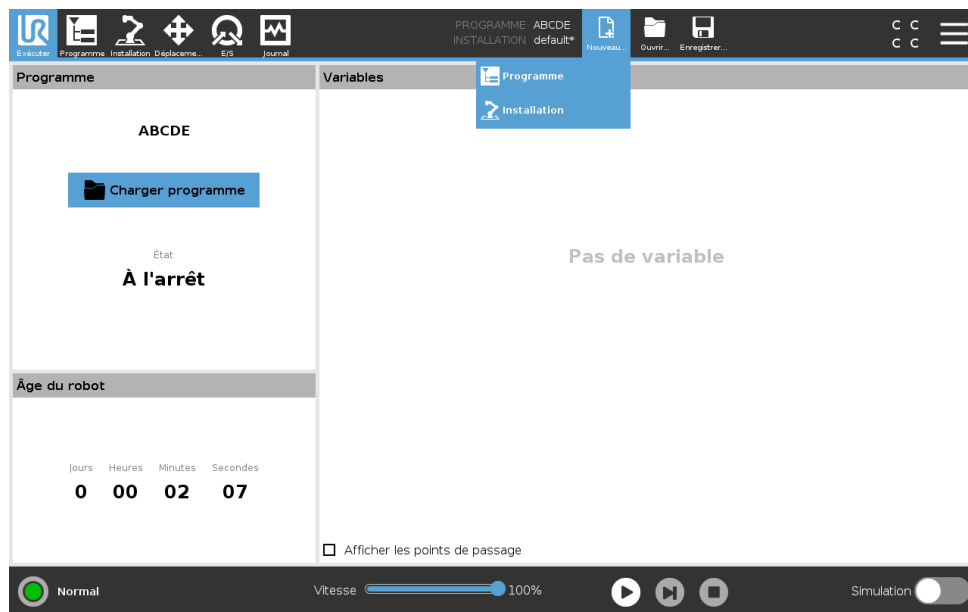 UR
PROGRAMME ABCDE
INSTALLATION default*
C C
C C
Exécuter Programme Installation Déplaceme... E/S Journal Nouveau... Ouvrir... Enregistrer...
Programme
Variables
Programme
Installation
ABCDE
Charger programme
État
À l'arrêt
Pas de variable
Âge du robot
Jours Heures Minutes Secondes
0 00 02 07
Afficher les points de passage
Normal
Vitesse 100%
Simulation